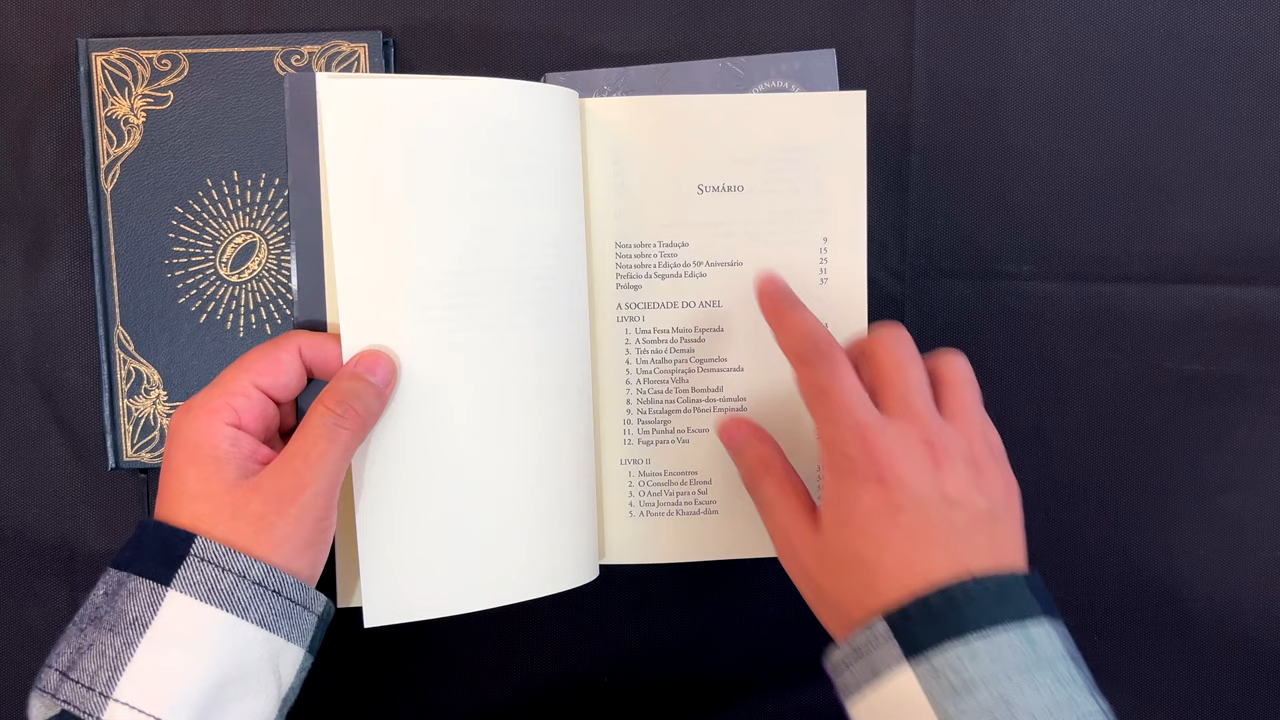 JORNADA
SUMÁRIO
Nota sobre a Tradução 9
Nota sobre o Texto 15
Nota sobre a Edição do 50º Aniversário 25
Prefácio da Segunda Edição 31
Prólogo 37
A SOCIEDADE DO ANEL
LIVRO I
1. Uma Festa Muito Esperada
2. A Sombra do Passado
3. Três não é Demais
4. Um Atalho para Cogumelos
5. Uma Conspiração Desmascarada
6. A Floresta Velha
7. Na Casa de Tom Bombadil
8. Neblina nas Colinas-dos-túmulos
9. Na Estalagem do Pônei Empinado
10. Passolargo
11. Um Punhal no Escuro
12. Fuga para o Vau
LIVRO II
1. Muitos Encontros
2. O Conselho de Elrond
3. O Anel Vai para o Sul
4. Uma Jornada no Escuro
5. A Ponte de Khazad-dûm